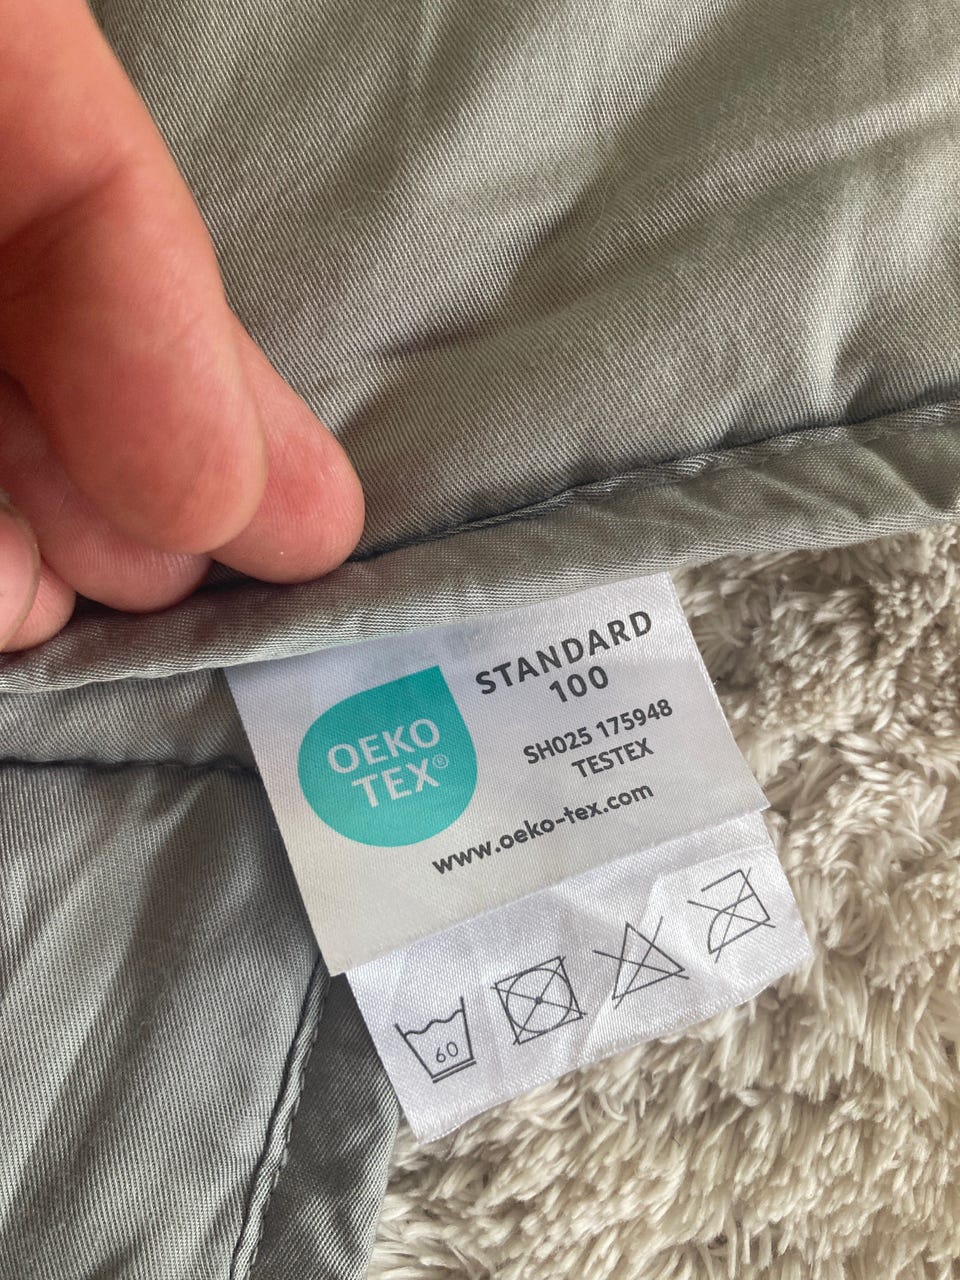 OEKO
TEX®
STANDARD
100
SH025 175948
TESTEX
www.oeko-tex.com
60